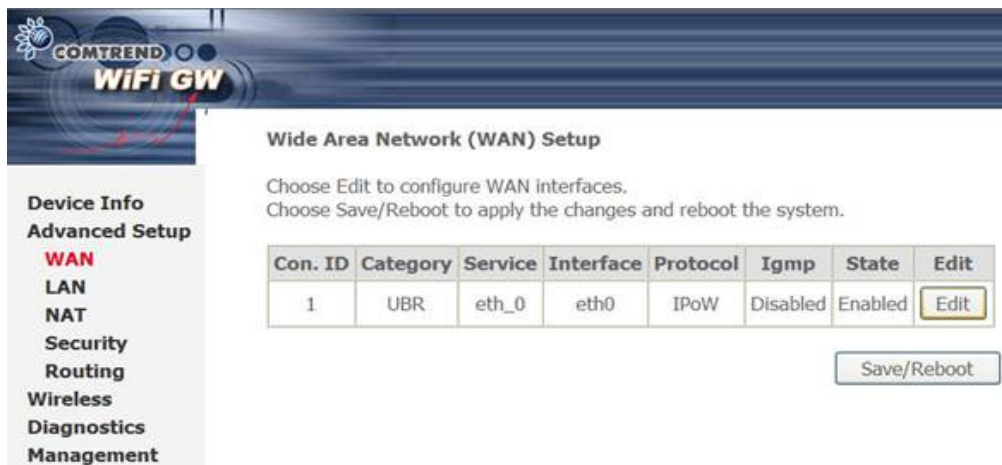 COMTREND
WiFi GW
Device Info
Advanced Setup
WAN
LAN
NAT
Security
Routing
Wireless
Diagnostics
Management
Wide Area Network (WAN) Setup
Choose Edit to configure WAN interfaces.
Choose Save/Reboot to apply the changes and reboot the system.
Con. ID Category Service Interface Protocol Igmp State Edit
1 UBR eth_0 eth0 IPoW Disabled Enabled Edit
Save/Reboot